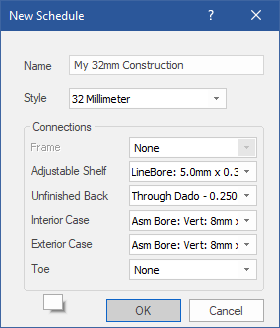 New Schedule ?
Name My 32mm Construction
Style 32 Millimeter
Connections
Frame None
Adjustable Shelf LineBore: 5.0mm x 0.3
Unfinished Back Through Dado - 0.250
Interior Case Asm Bore: Vert: 8mm x
Exterior Case Asm Bore: Vert: 8mm x
Toe None
OK Cancel